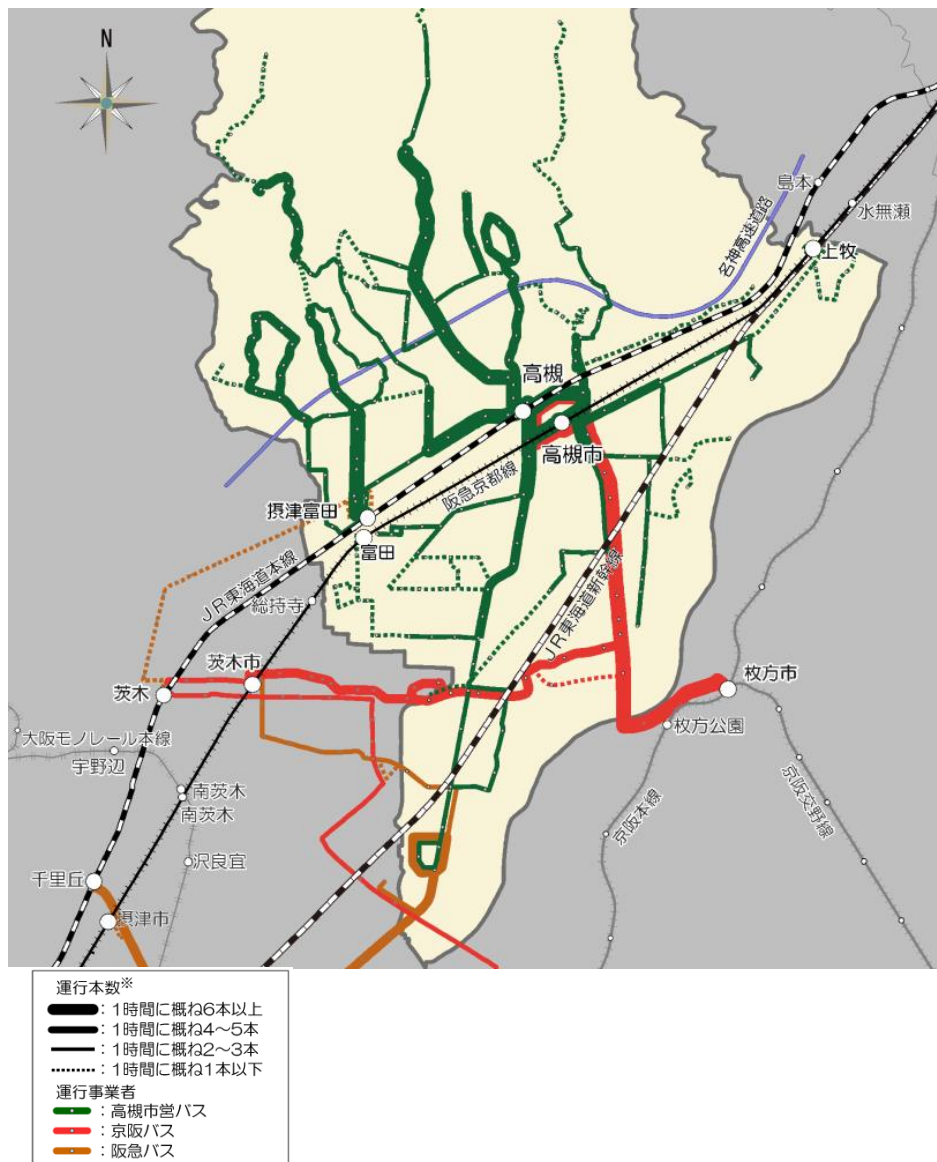 N
島本
水無瀬
名神高速道路
上牧
高槻
高槻市
阪急京都線
摂津富田
富田
JR東海道本線
総持寺
JR東海道新幹線
茨木市
茨木
枚方市
枚方公園
大阪モノレール本線
宇野辺
南茨木
南茨木
京阪本線
京阪交野線
沢良宜
千里丘
摂津市
運行本数※
：1時間に概ね6本以上
：1時間に概ね4～5本
：1時間に概ね2～3本
：1時間に概ね1本以下
運行事業者
：高槻市営バス
：京阪バス
：阪急バス